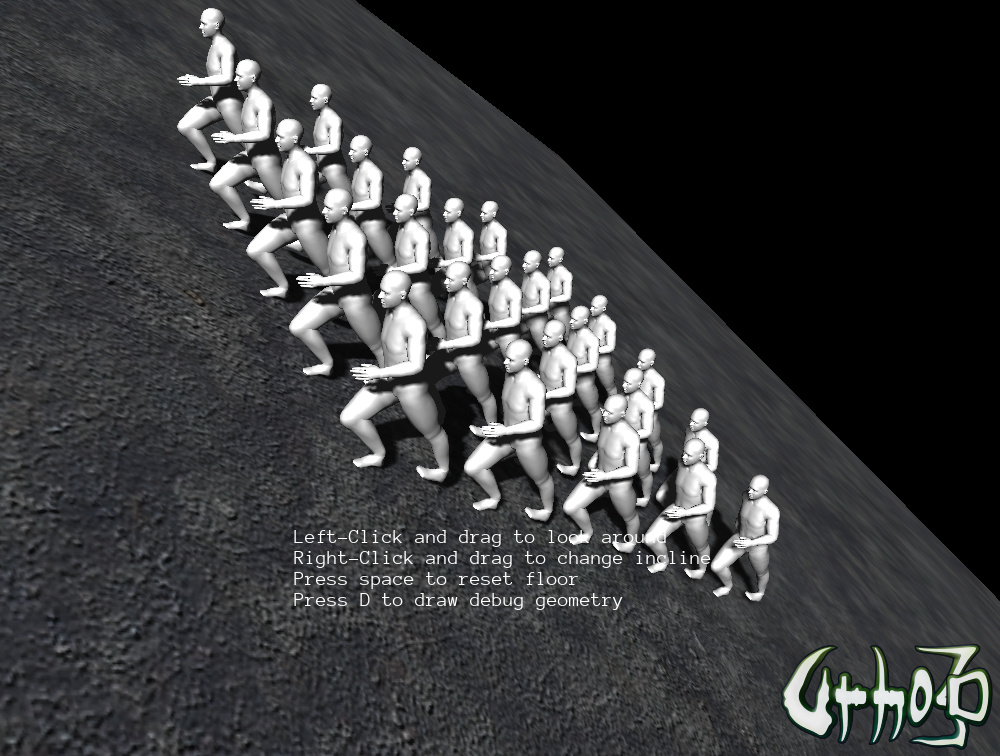 Left-Click and drag to look around
Right-Click and drag to change incline
Press space to reset floor
Press D to draw debug geometry